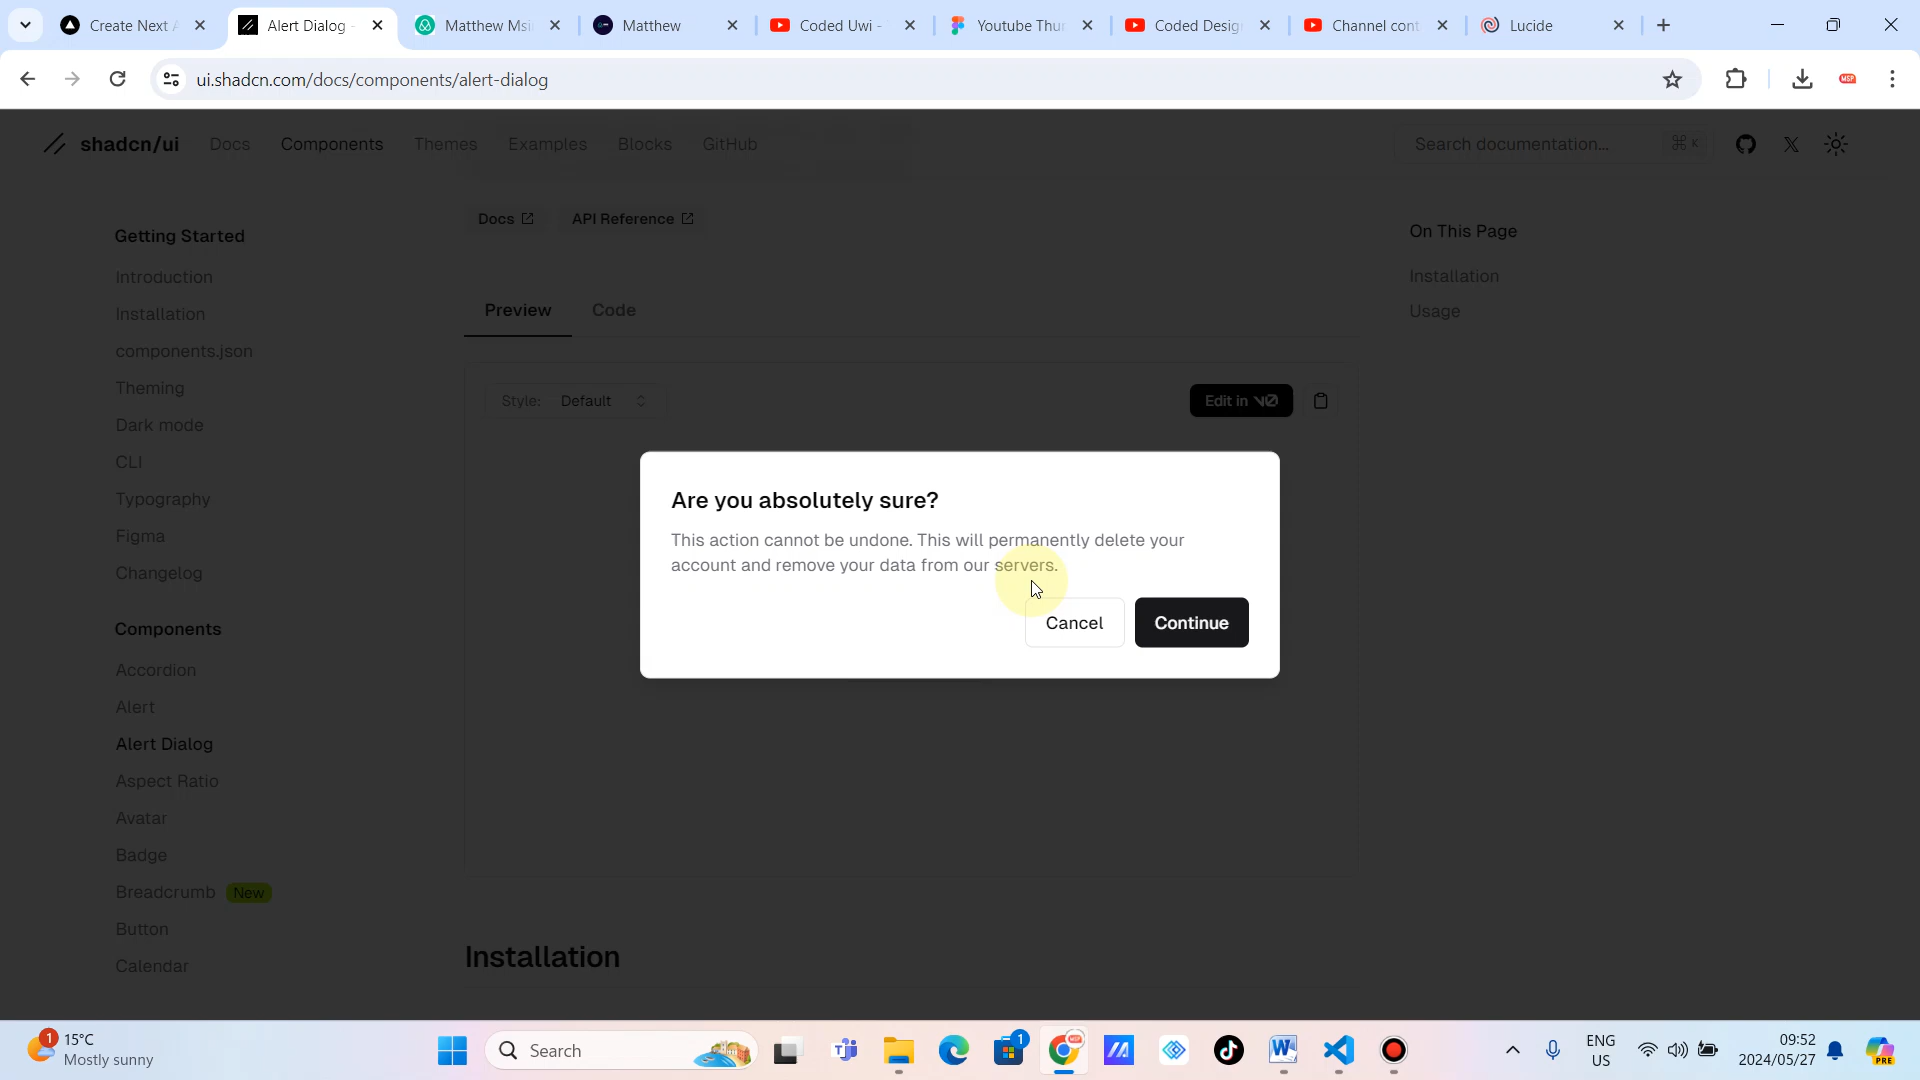 Create Next A
Alert Dialog -
Matthew Msi
Matthew
Coded Uwi -
Youtube Thu
Coded Desig
Channel cont
Lucide
ui.shadcn.com/docs/components/alert-dialog
MSP
shadcn/ui Docs Components Themes Examples Blocks GitHub
Search documentation... ⌘ K
Docs
API Reference
Getting Started
Introduction
Installation
components.json
Theming
Dark mode
CLI
Typography
Figma
Changelog
Components
Accordion
Alert
Alert Dialog
Aspect Ratio
Avatar
Badge
Breadcrumb New
Button
Calendar
Preview Code
Style: Default
Edit in v0
Are you absolutely sure?
This action cannot be undone. This will permanently delete your
account and remove your data from our servers.
Cancel Continue
Installation
On This Page
Installation
Usage
1
15°C
Mostly sunny
Search
1
ENG
US
09:52
2024/05/27
PRE